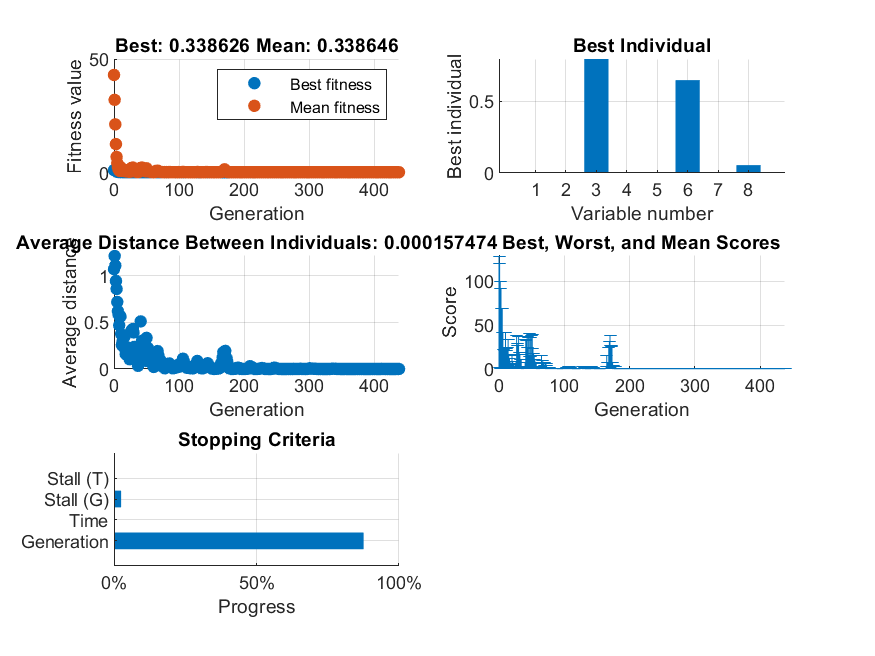 Best: 0.338626 Mean: 0.338646
Fitness value
50
0
Best fitness
Mean fitness
0 100 200 300 400
Generation
Best Individual
Best individual
0.5
0
1 2 3 4 5 6 7 8
Variable number
Average Distance Between Individuals: 0.000157474
Average distance
1
0.5
0
0 100 200 300 400
Generation
Best, Worst, and Mean Scores
Score
100
50
0
0 100 200 300 400
Generation
Stopping Criteria
Stall (T)
Stall (G)
Time
Generation
0% 50% 100%
Progress